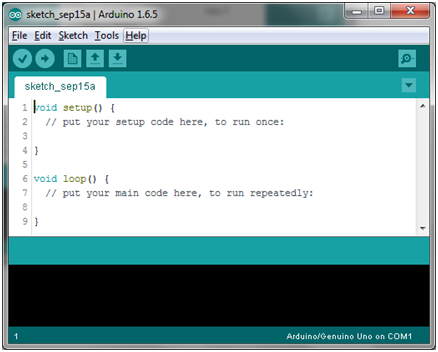 sketch_sep15a | Arduino 1.6.5
File Edit Sketch Tools Help
sketch_sep15a
1 void setup() {
2 // put your setup code here, to run once:
3
4 }
5
6 void loop() {
7 // put your main code here, to run repeatedly:
8
9 }
1 Arduino/Genuino Uno on COM1